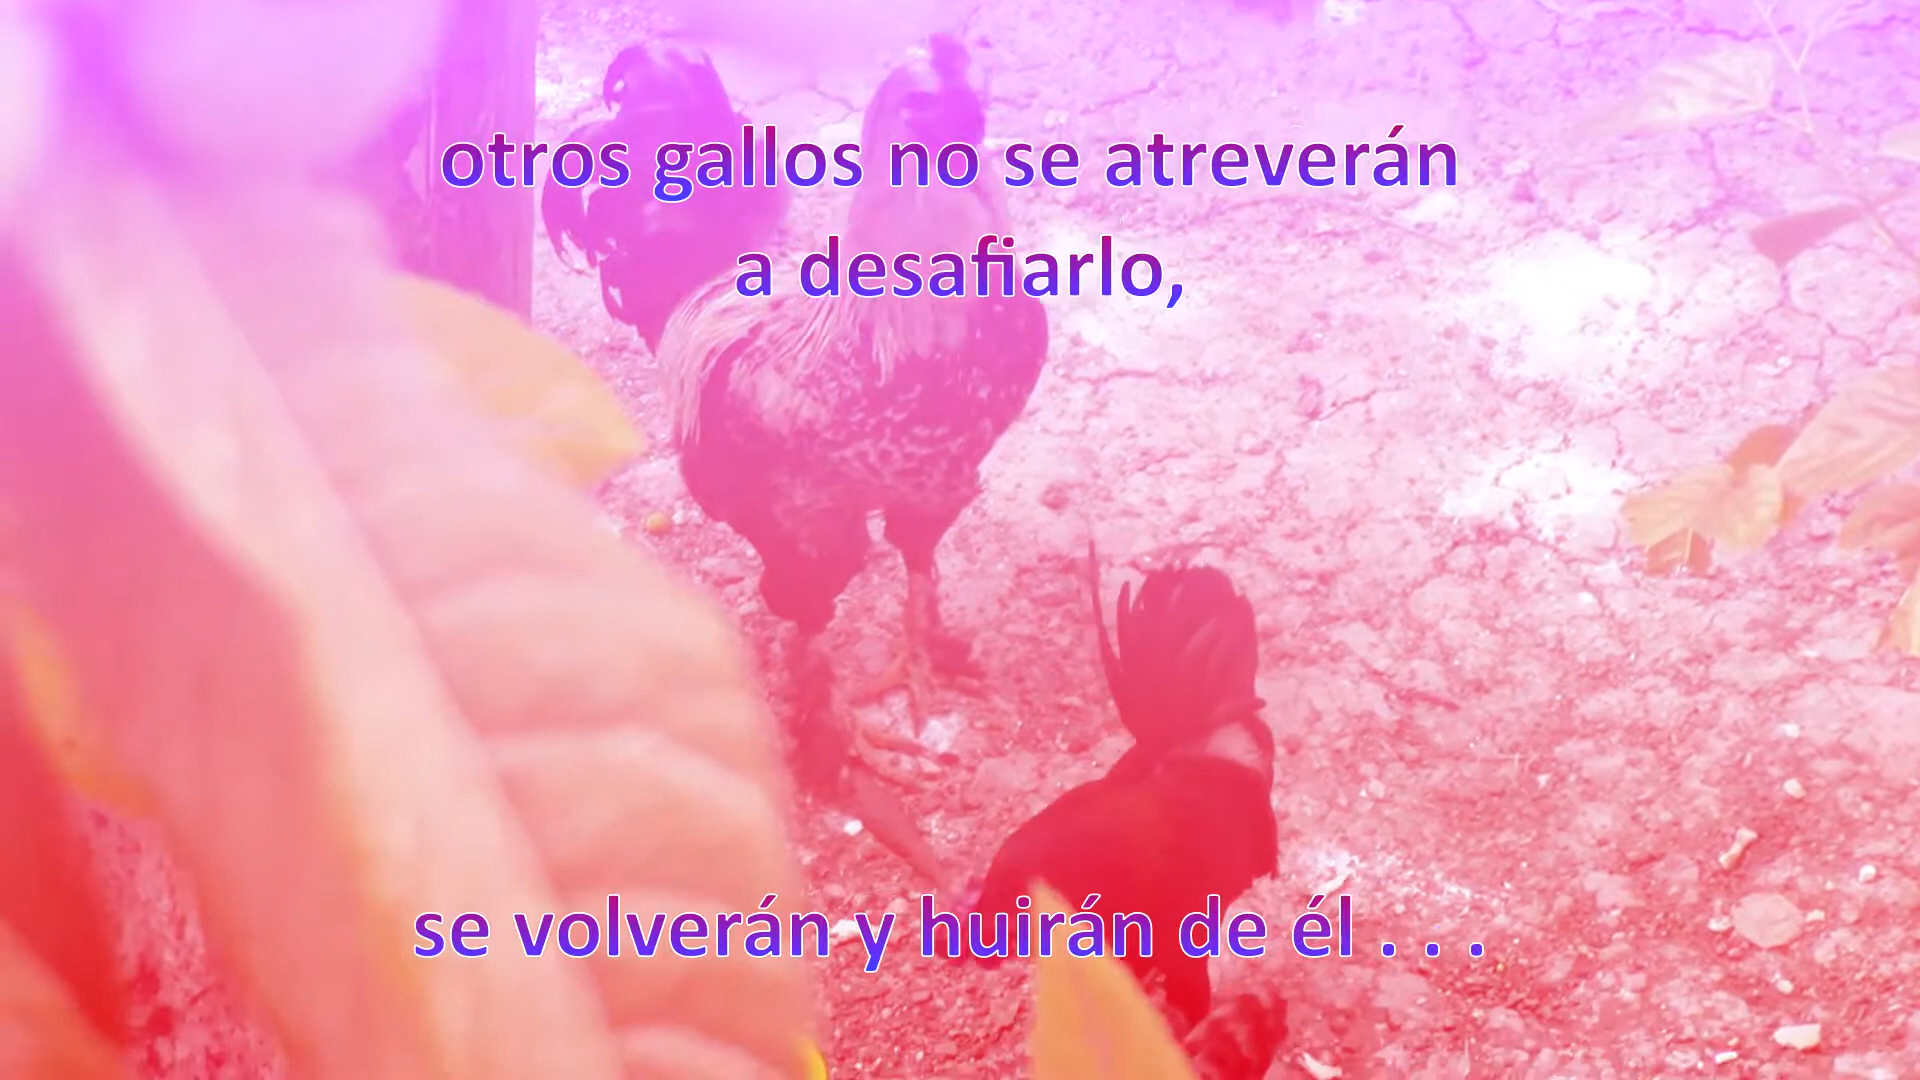 otros gallos no se atreverán
a desafiarlo,
se volverán y huirán de él . . .